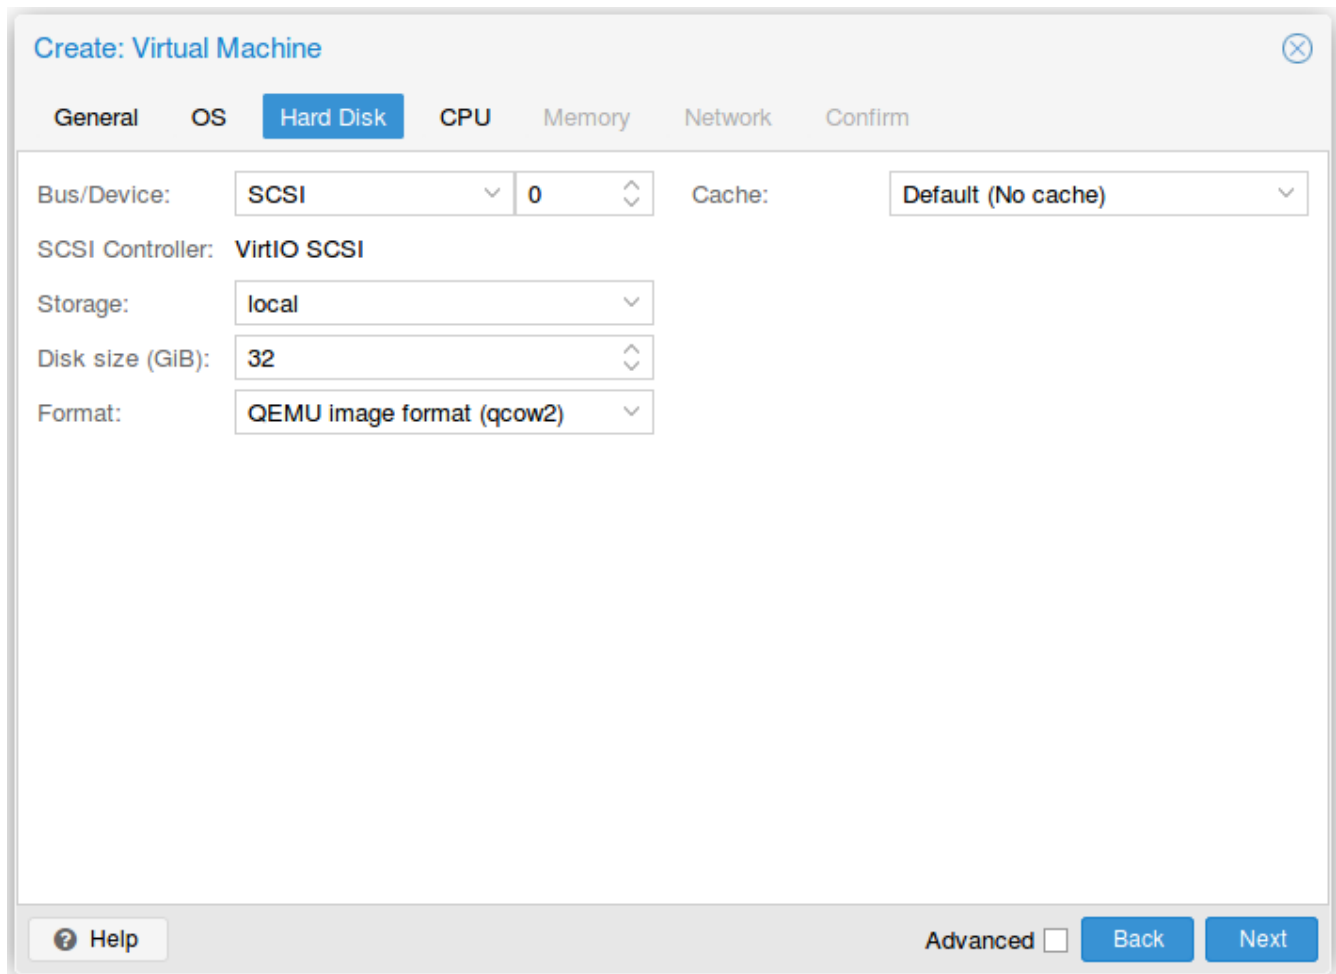 Create: Virtual Machine
General OS Hard Disk CPU Memory Network Confirm
Bus/Device: SCSI 0 Cache: Default (No cache)
SCSI Controller: VirtIO SCSI
Storage: local
Disk size (GiB): 32
Format: QEMU image format (qcow2)
Help Advanced Back Next